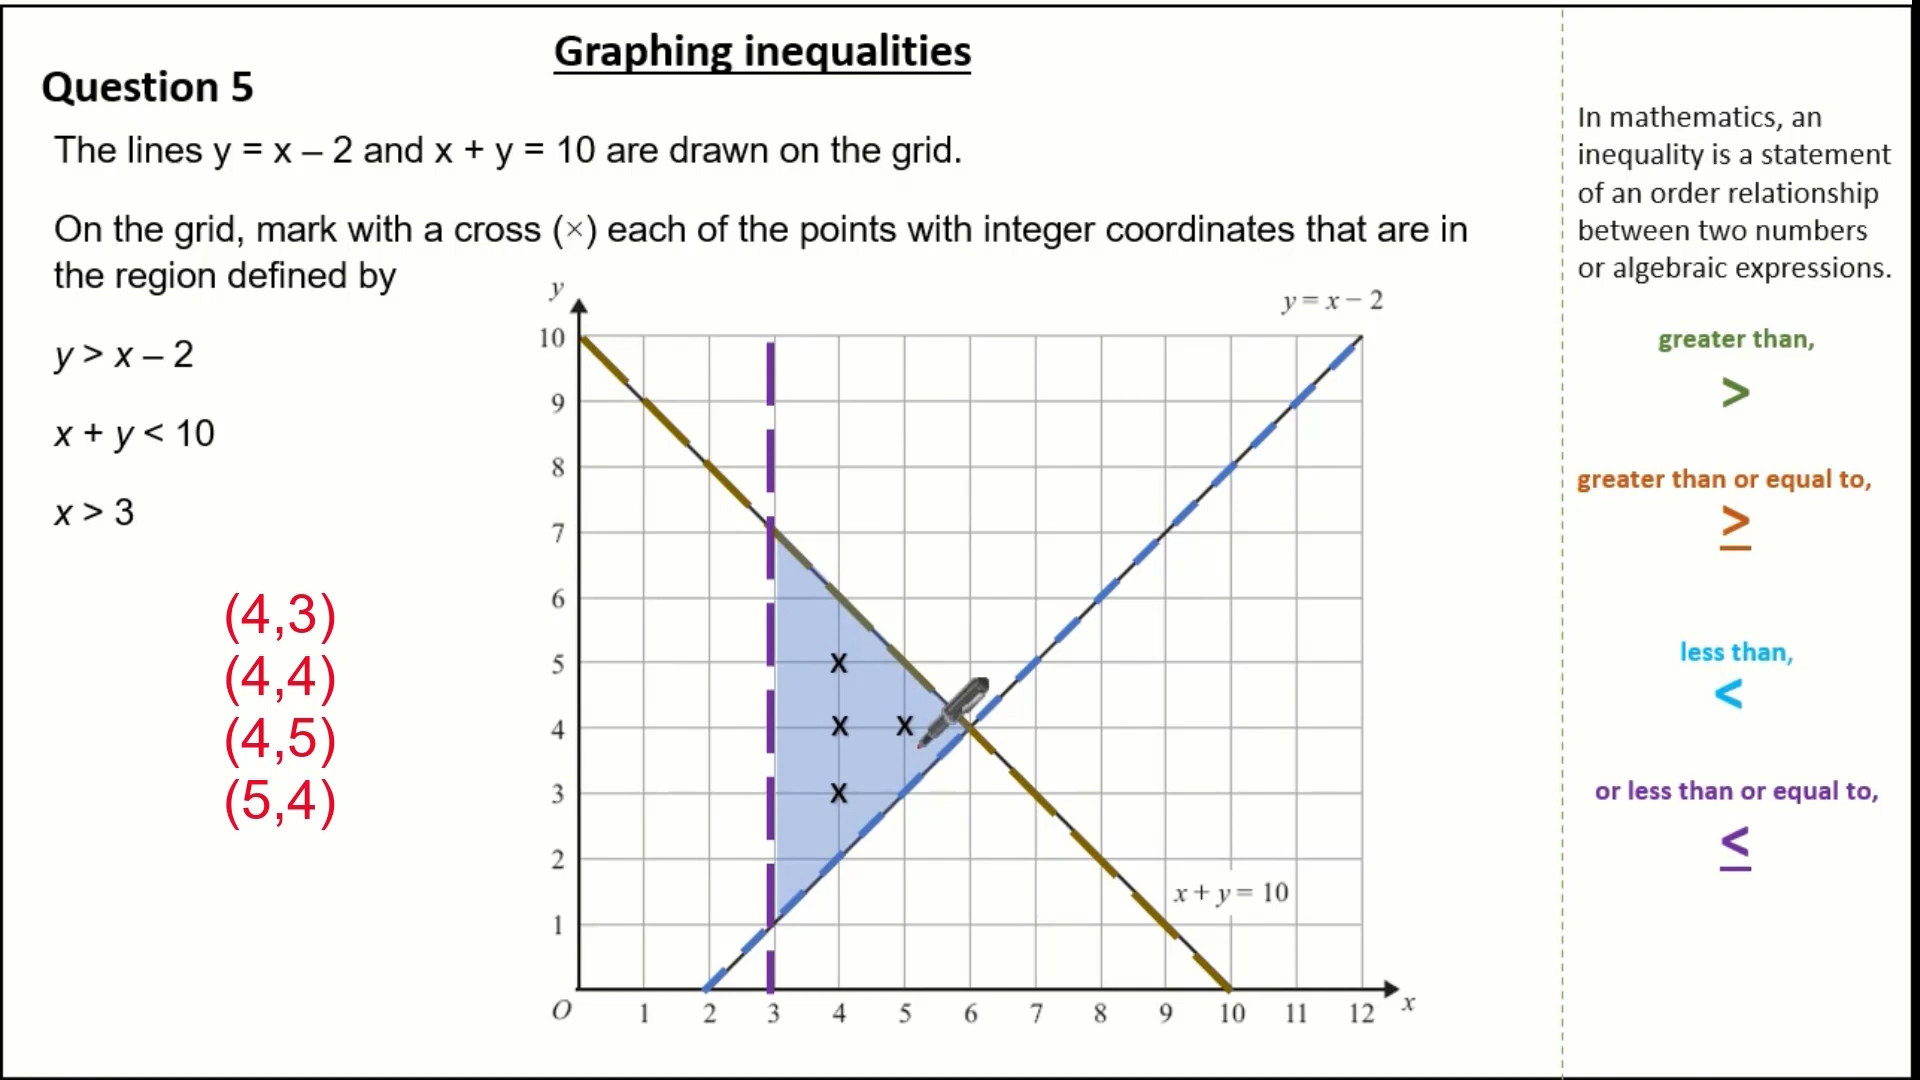 Graphing inequalities
Question 5
The lines y = x – 2 and x + y = 10 are drawn on the grid.
On the grid, mark with a cross (×) each of the points with integer coordinates that are in
the region defined by
y > x – 2
x + y < 10
x > 3
(4,3)
(4,4)
(4,5)
(5,4)
y
y = x − 2
10
9
8
7
6
5
4
3
2
1
x
x x
x
x + y = 10
O 1 2 3 4 5 6 7 8 9 10 11 12 x
In mathematics, an
inequality is a statement
of an order relationship
between two numbers
or algebraic expressions.
greater than,
>
greater than or equal to,
≥
less than,
<
or less than or equal to,
≤